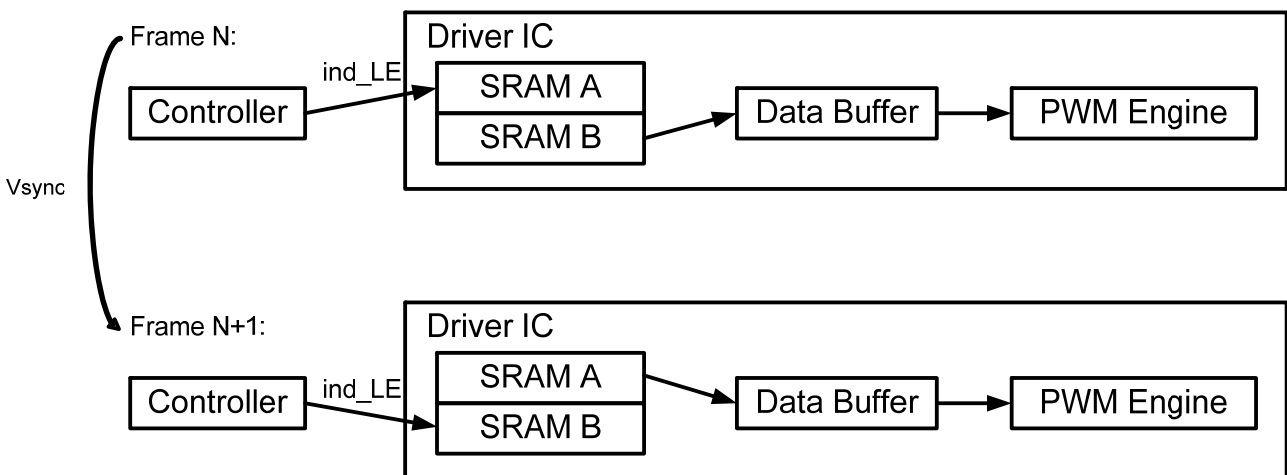 Frame N:
Driver IC
ind_LE
SRAM A
Controller
Data Buffer
PWM Engine
SRAM B
Vsync
Frame N+1:
Driver IC
ind_LE
SRAM A
Controller
Data Buffer
PWM Engine
SRAM B